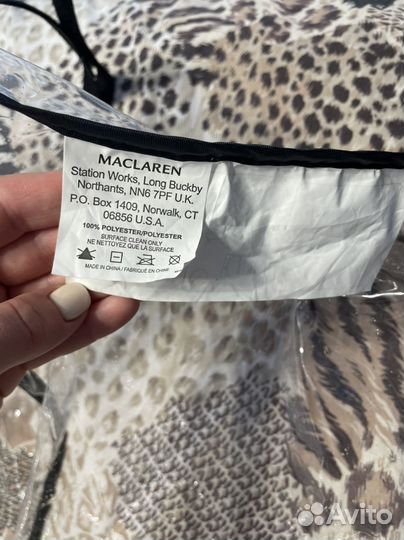 MACLAREN
Station Works, Long Buckby
Northants, NN6 7PF U.K.
P.O. Box 1409, Norwalk, CT
06856 U.S.A.
100% POLYESTER/POLYESTER
SURFACE CLEAN ONLY
NE NETTOYEZ QUE LA SURFACE
MADE IN CHINA / FABRIQUÉ EN CHINE
Avito